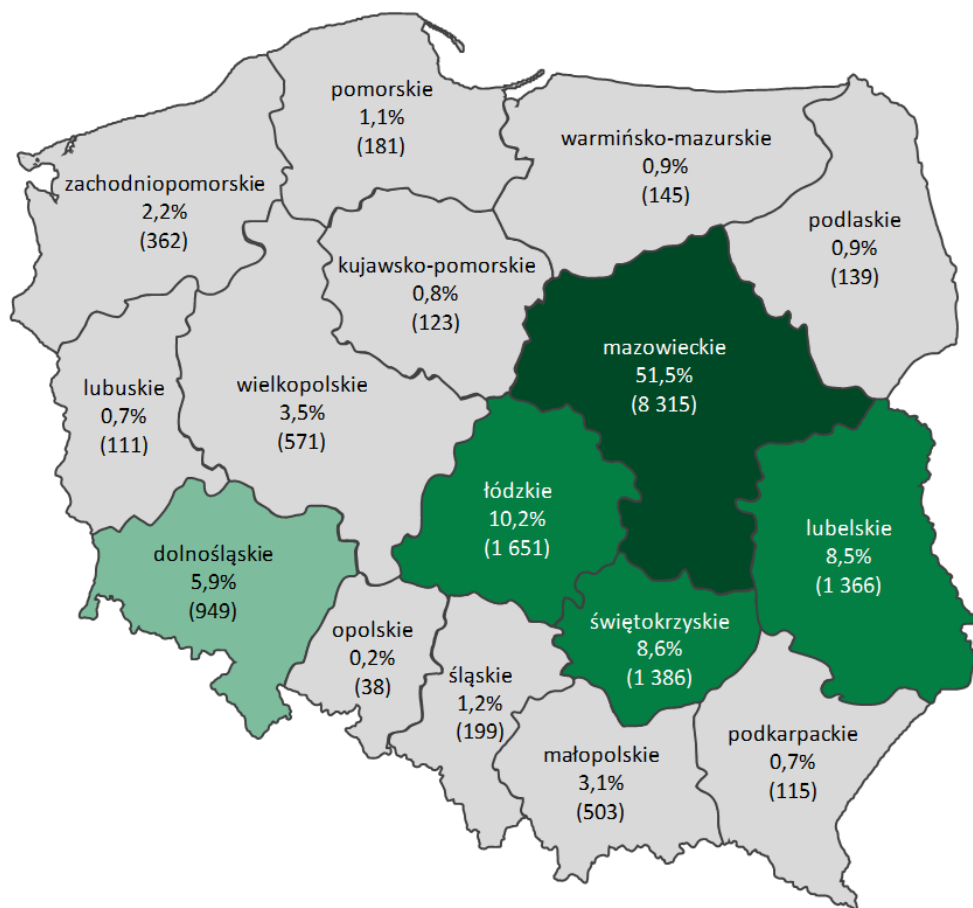 pomorskie
1,1%
(181)
warmińsko-mazurskie
0,9%
(145)
zachodniopomorskie
2,2%
(362)
podlaskie
0,9%
(139)
kujawsko-pomorskie
0,8%
(123)
mazowieckie
51,5%
(8 315)
lubuskie
0,7%
(111)
wielkopolskie
3,5%
(571)
łódzkie
10,2%
(1 651)
lubelskie
8,5%
(1 366)
dolnośląskie
5,9%
(949)
świętokrzyskie
8,6%
(1 386)
opolskie
0,2%
(38)
śląskie
1,2%
(199)
małopolskie
3,1%
(503)
podkarpackie
0,7%
(115)